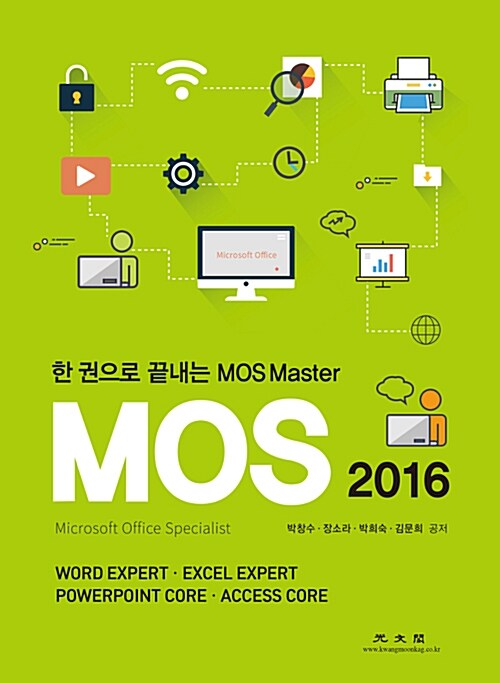 Microsoft Office
한 권으로 끝내는 MOS Master
MOS 2016
Microsoft Office Specialist
박창수 · 장소라 · 박희숙 · 김문희 공저
WORD EXPERT · EXCEL EXPERT
POWERPOINT CORE · ACCESS CORE
光文閣
www.kwangmoonkag.co.kr